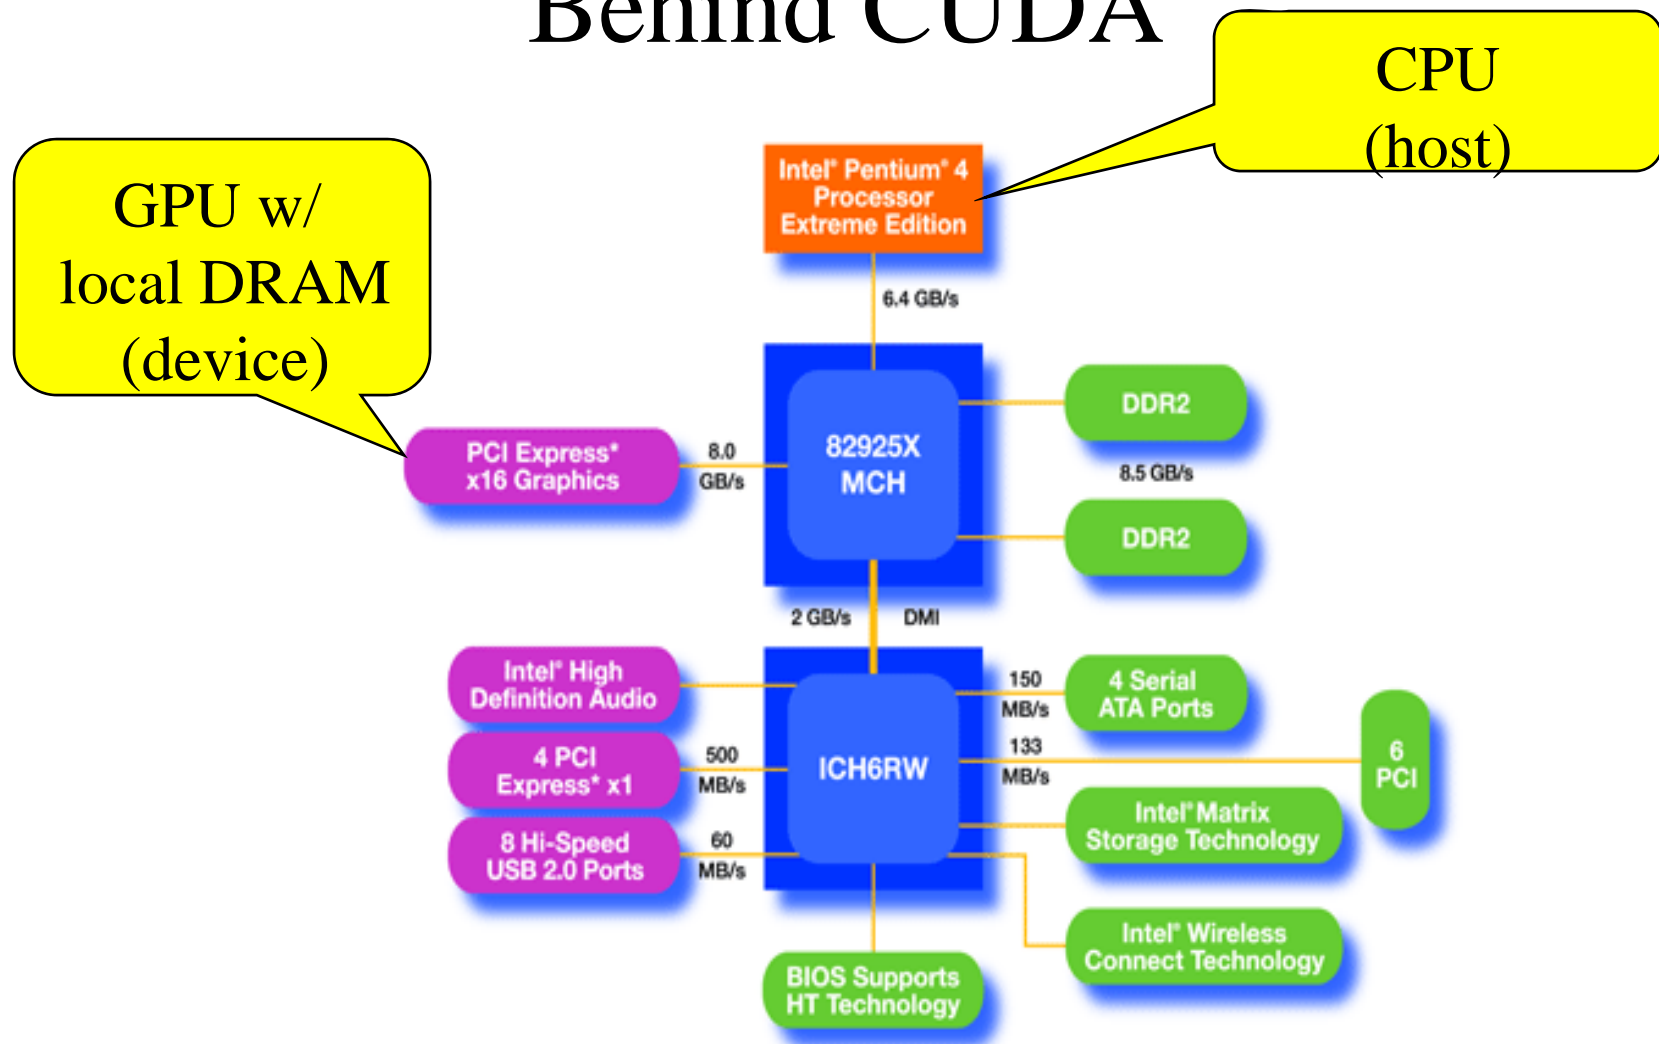 Behind CUDA
CPU
(host)
GPU w/
local DRAM
(device)
Intel® Pentium® 4
Processor
Extreme Edition
6.4 GB/s
PCI Express*
x16 Graphics
8.0
GB/s
82925X
MCH
DDR2
8.5 GB/s
DDR2
2 GB/s
DMI
Intel® High
Definition Audio
4 PCI
Express* x1
500
MB/s
8 Hi-Speed
USB 2.0 Ports
60
MB/s
ICH6RW
150
MB/s
4 Serial
ATA Ports
133
MB/s
6
PCI
Intel® Matrix
Storage Technology
Intel® Wireless
Connect Technology
BIOS Supports
HT Technology